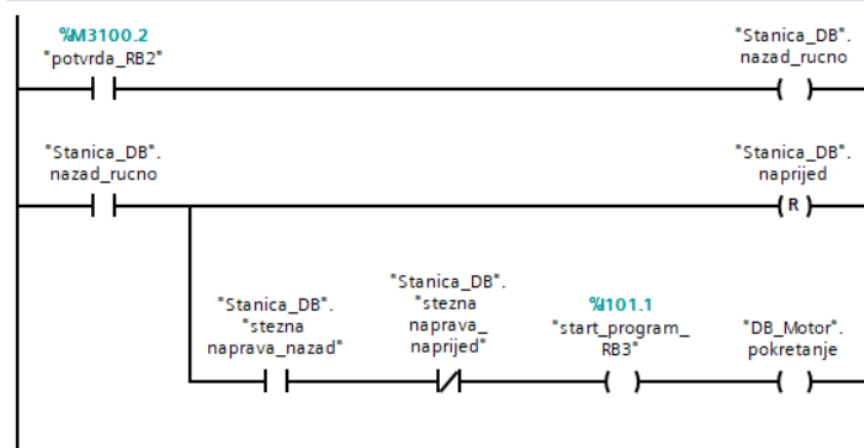 %M3100.2
"potvrda_RB2"
"Stanica_DB".
nazad_rucno
"Stanica_DB".
nazad_rucno
"Stanica_DB".
naprijed
R
"Stanica_DB".
"stezna
naprava_nazad"
"Stanica_DB".
"stezna
naprava_
naprijed"
%I101.1
"start_program_
RB3"
"DB_Motor".
pokretanje